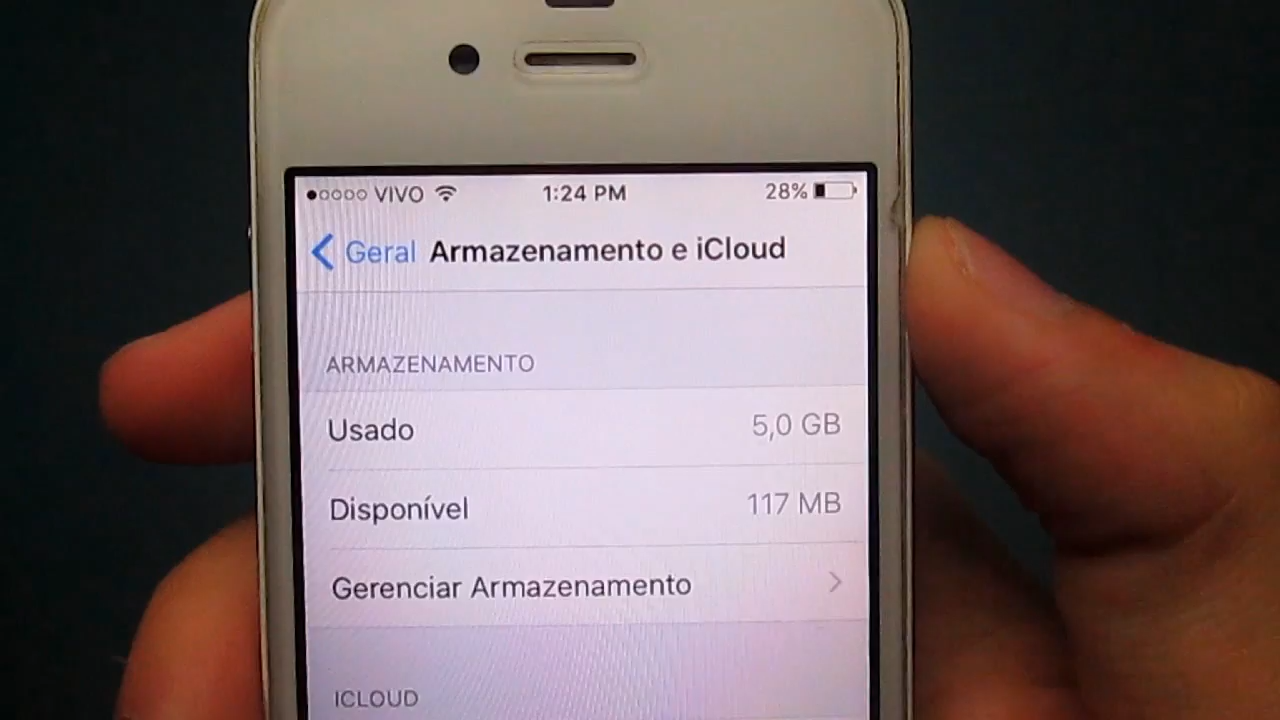 VIVO 1:24 PM 28%
Geral Armazenamento e iCloud
ARMAZENAMENTO
Usado 5,0 GB
Disponível 117 MB
Gerenciar Armazenamento
ICLOUD